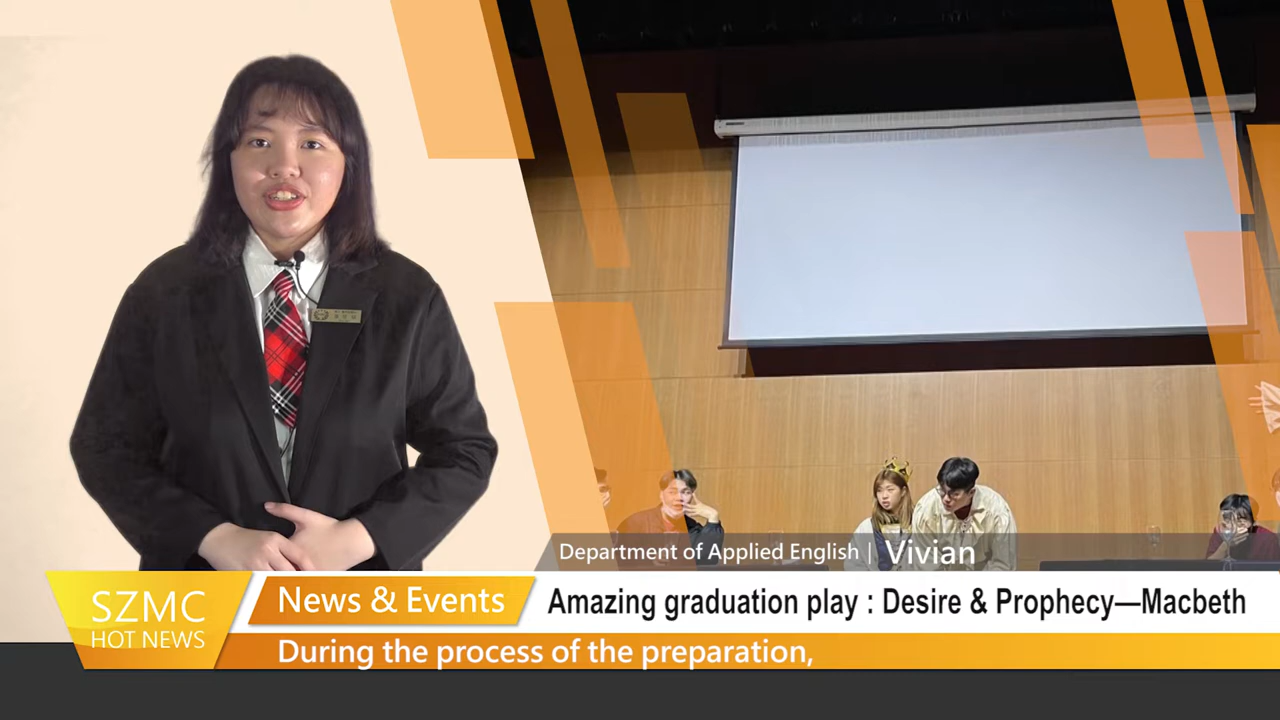 Department of Applied English | Vivian
SZMC
HOT NEWS
News & Events
Amazing graduation play : Desire & Prophecy—Macbeth
During the process of the preparation,